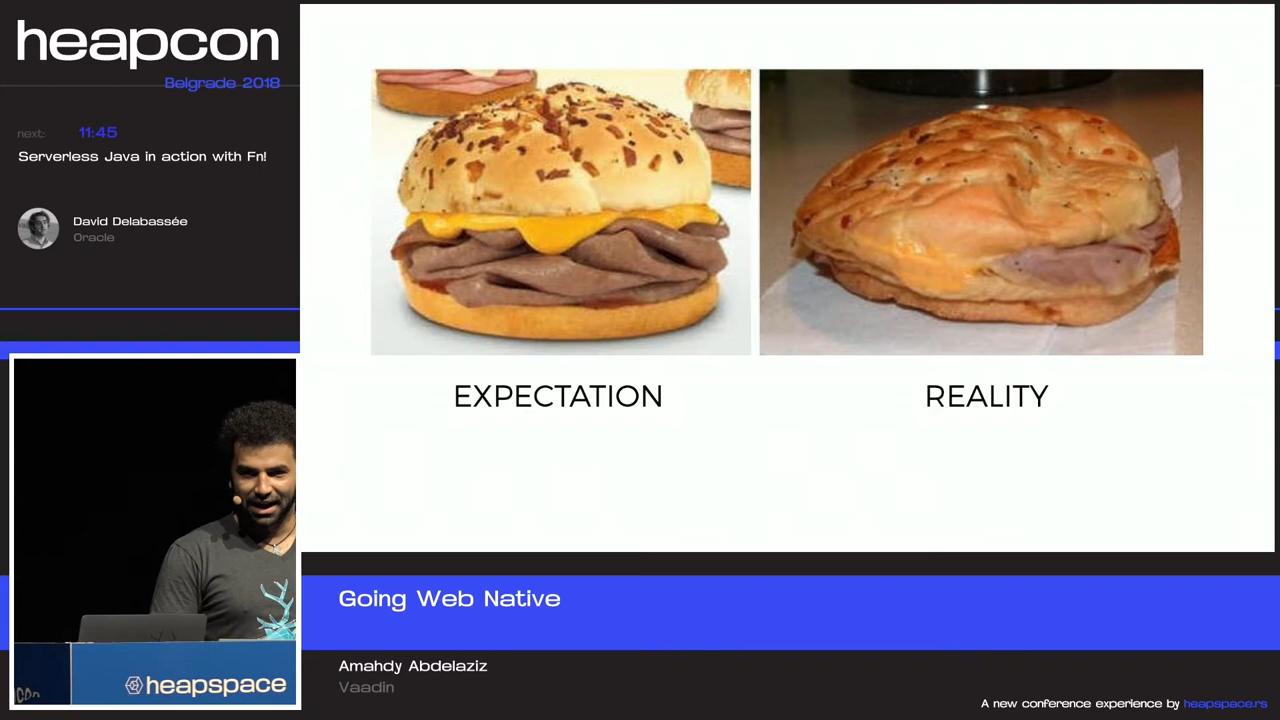 heapcon
Belgrade 2018
next: 11:45
Serverless Java in action with Fn!
David Delabassée
Oracle
EXPECTATION
REALITY
heapspace
Going Web Native
Amahdy Abdelaziz
Vaadin
A new conference experience by heapspace.rs